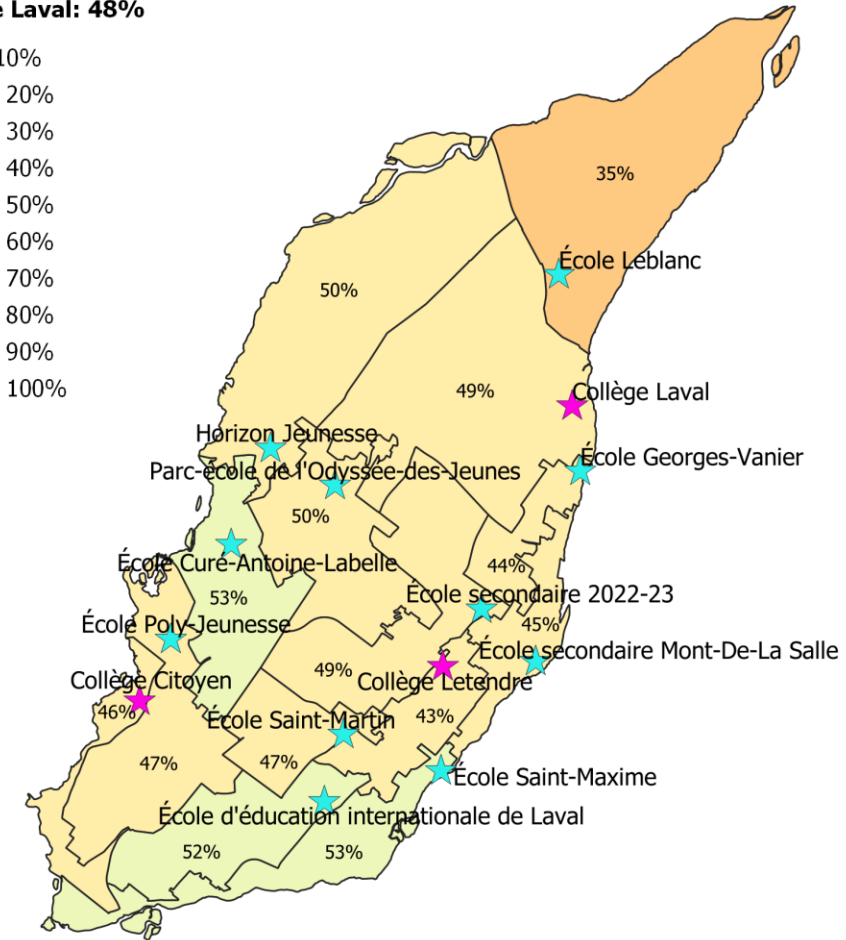 e Laval: 48%
10%
20%
30%
40%
50%
60%
70%
80%
90%
100%
35%
École Leblanc
50%
49%
Collège Laval
Horizon Jeunesse
École Georges-Vanier
Parc-école de l'Odyssée-des-Jeunes
50%
École Curé-Antoine-Labelle
44%
53%
École secondaire 2022-23
École Poly-Jeunesse
45%
École secondaire Mont-De-La Salle
49%
Collège Citoyen
Collège Letendre
46%
École Saint-Martin
43%
47%
47%
École Saint-Maxime
École d'éducation internationale de Laval
52%
53%